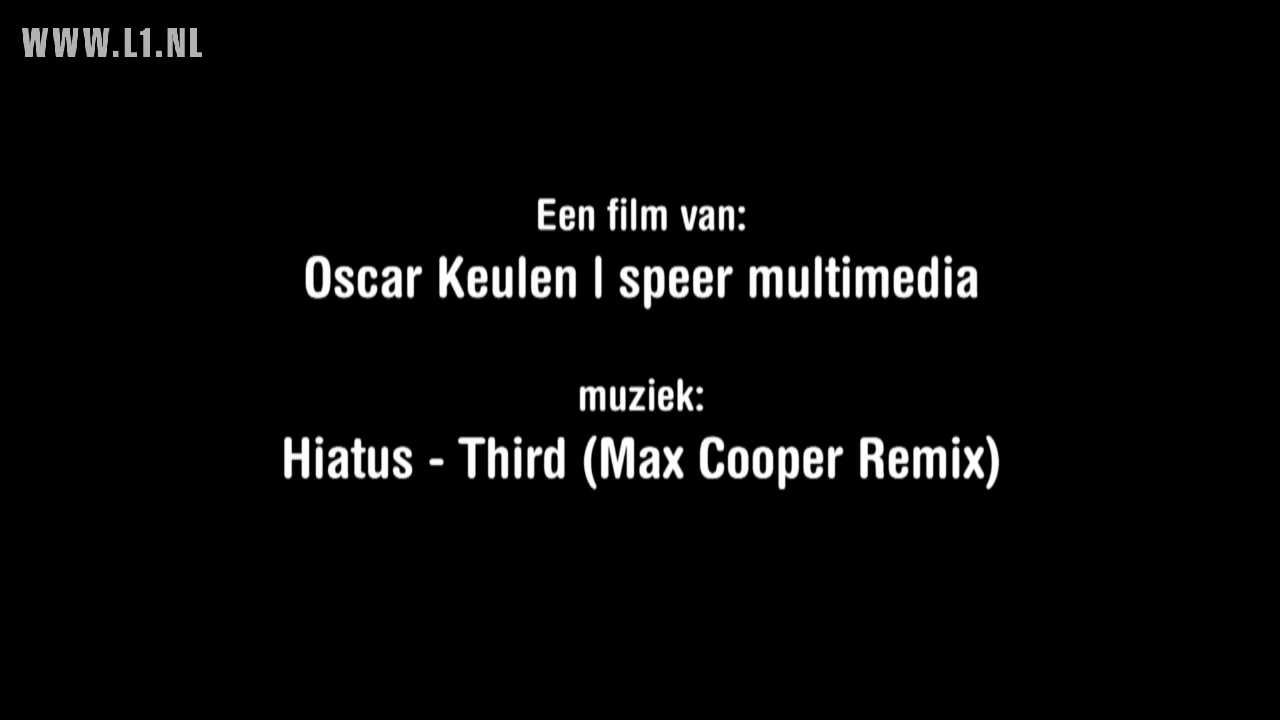 WWW.L1.NL
Een film van:
Oscar Keulen | speer multimedia
muziek:
Hiatus - Third (Max Cooper Remix)